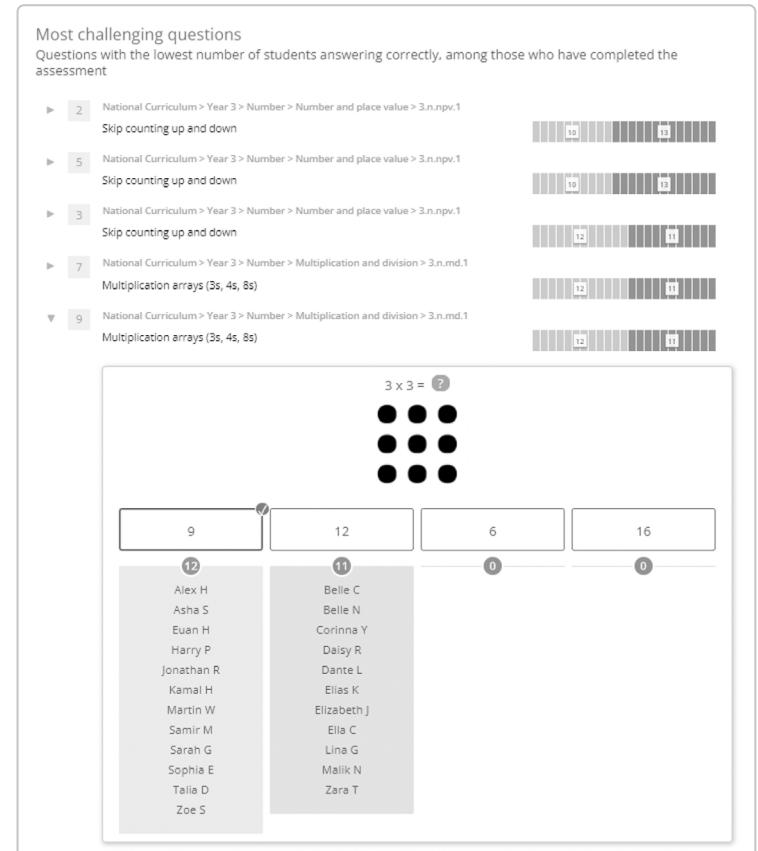 Most challenging questions
Questions with the lowest number of students answering correctly, among those who have completed the
assessment
2
National Curriculum > Year 3 > Number > Number and place value > 3.n.npv.1
Skip counting up and down
10 13
5
National Curriculum > Year 3 > Number > Number and place value > 3.n.npv.1
Skip counting up and down
10 13
3
National Curriculum > Year 3 > Number > Number and place value > 3.n.npv.1
Skip counting up and down
12 11
7
National Curriculum > Year 3 > Number > Multiplication and division > 3.n.md.1
Multiplication arrays (3s, 4s, 8s)
12 11
9
National Curriculum > Year 3 > Number > Multiplication and division > 3.n.md.1
Multiplication arrays (3s, 4s, 8s)
12 11
3 x 3 = ?
9 12 6 16
12 11 0 0
Alex H Belle C
Asha S Belle N
Euan H Corinna Y
Harry P Daisy R
Jonathan R Dante L
Kamal H Elias K
Martin W Elizabeth J
Samir M Ella C
Sarah G Lina G
Sophia E Malik N
Talia D Zara T
Zoe S